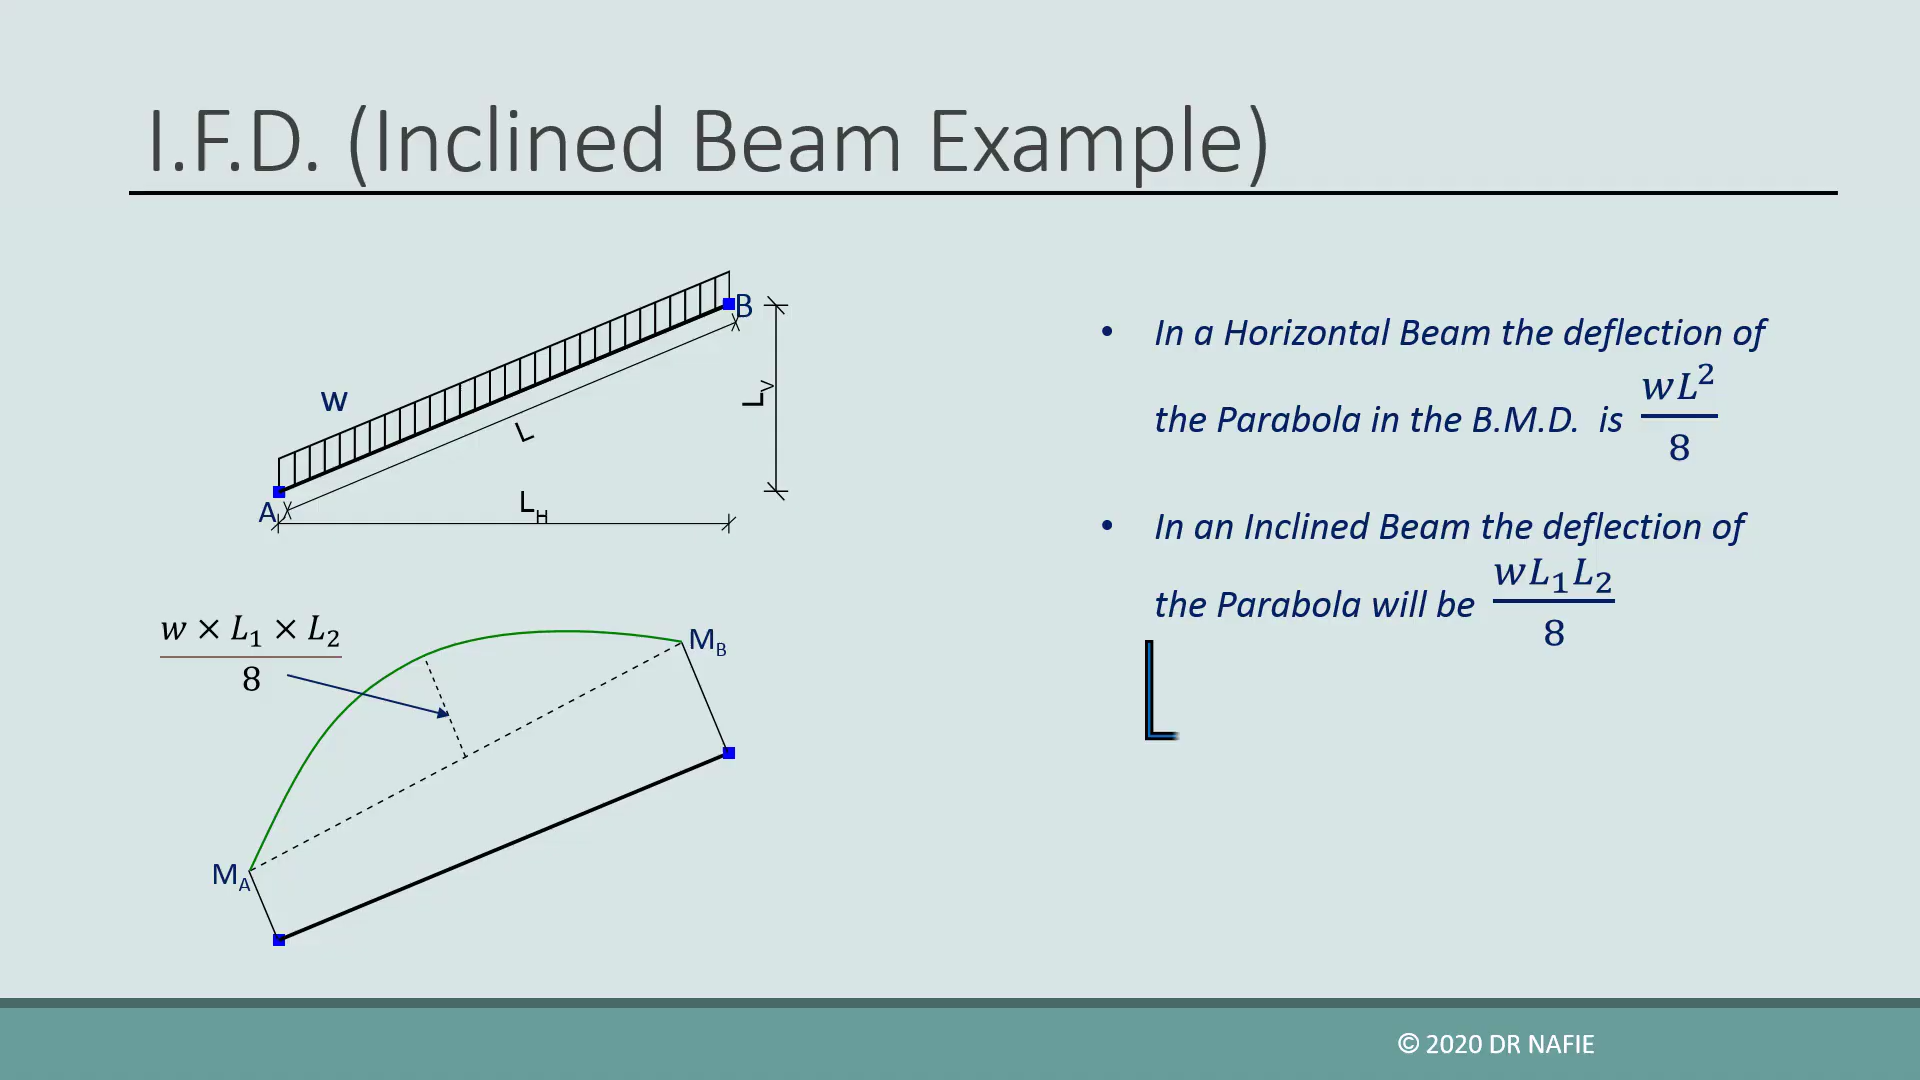 I.F.D. (Inclined Beam Example)
B
w
L
Lv
A
L_H
• In a Horizontal Beam the deflection of
the Parabola in the B.M.D. is wL²/8
• In an Inclined Beam the deflection of
the Parabola will be wL₁L₂/8
L
w × L₁ × L₂
8
M_B
M_A
© 2020 DR NAFIE